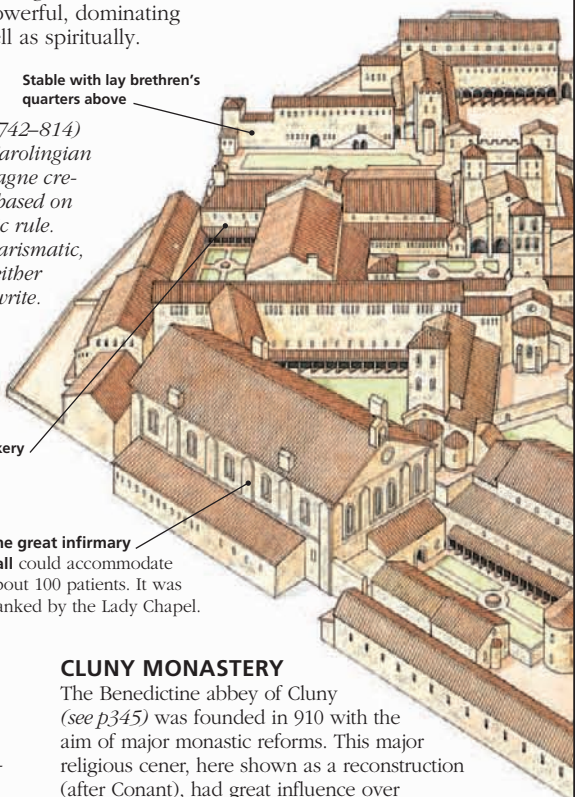 owerful, dominating
ll as spiritually.
Stable with lay brethren's
quarters above
742–814)
arolingian
agne cre-
based on
c rule.
arismatic,
either
write.
kery
ne great infirmary
all could accommodate
bout 100 patients. It was
anked by the Lady Chapel.
CLUNY MONASTERY
The Benedictine abbey of Cluny
(see p345) was founded in 910 with the
aim of major monastic reforms. This major
religious cener, here shown as a reconstruction
(after Conant), had great influence over